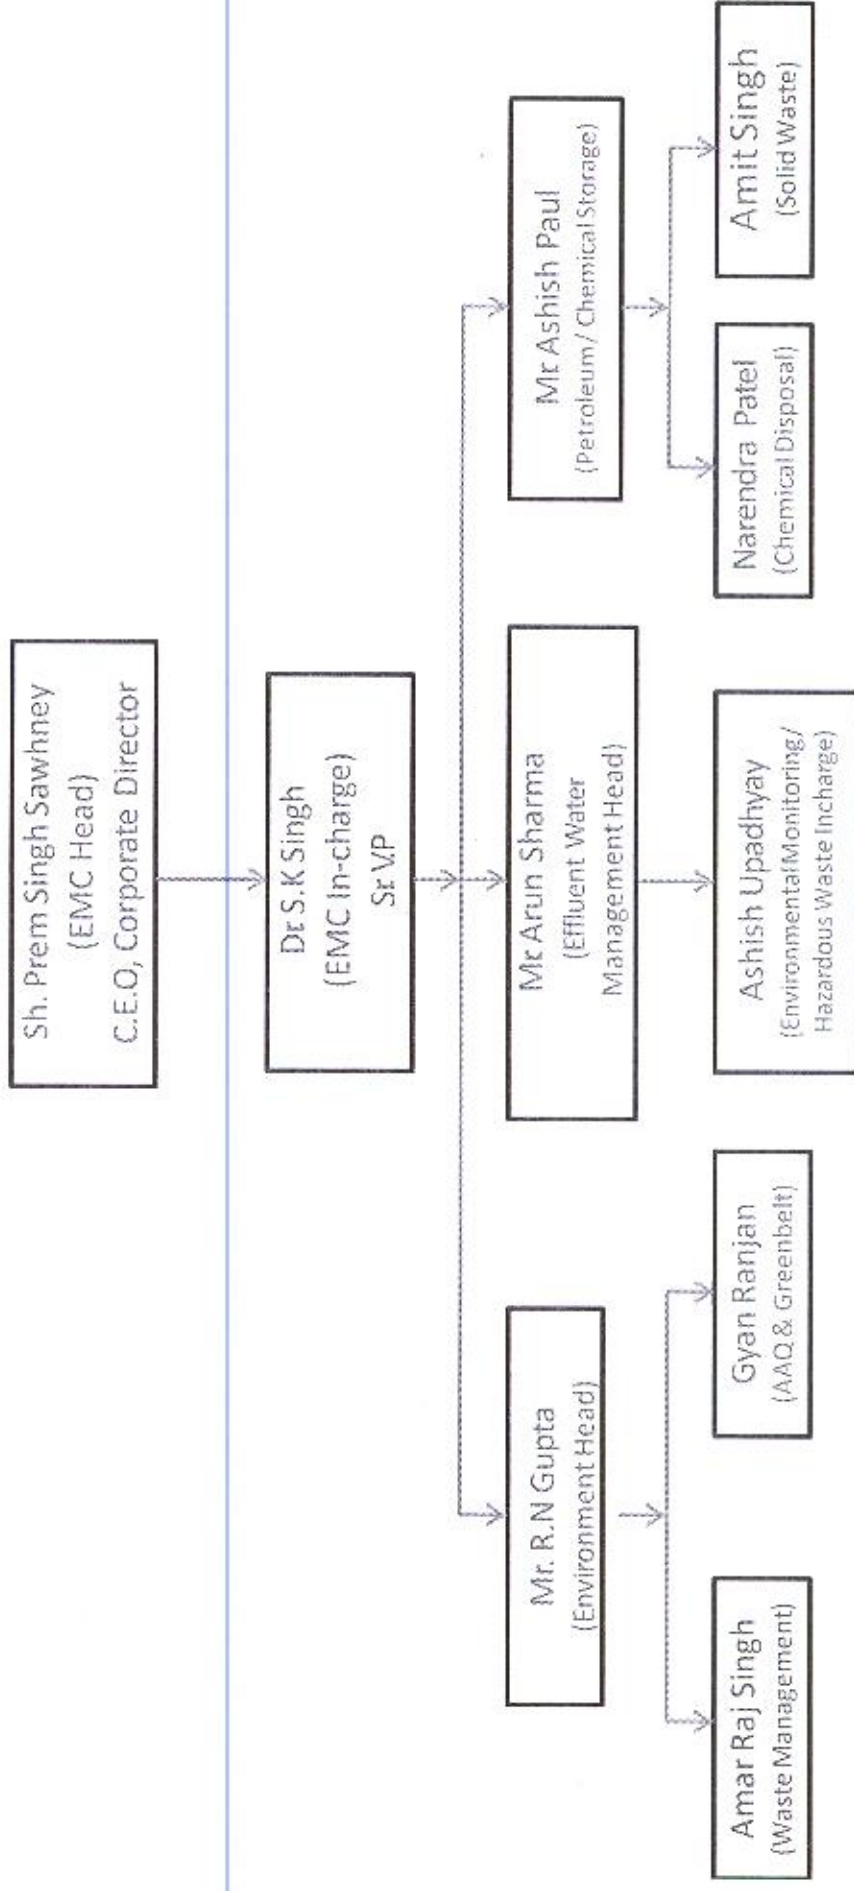 Sh. Prem Singh Sawhney
(EMC Head)
C.E.O, Corporate Director
Dr S.K Singh
(EMC In-charge)
Sr V.P
Mr. R.N Gupta
(Environment Head)
Mr Arun Sharma
(Effluent Water
Management Head)
Mr Ashish Paul
(Petroleum/ Chemical Storage)
Amar Raj Singh
(Waste Management)
Gyan Ranjan
(AAQ & Greenbelt)
Ashish Upadhyay
(Environmental Monitoring/
Hazardous Waste Incharge)
Narendra Patel
(Chemical Disposal)
Amit Singh
(Solid Waste)